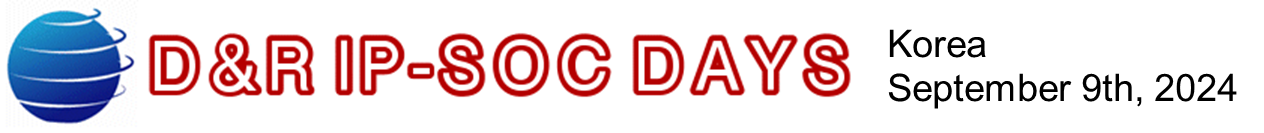 D&R IP-SOC DAYS
Korea
September 9th, 2024